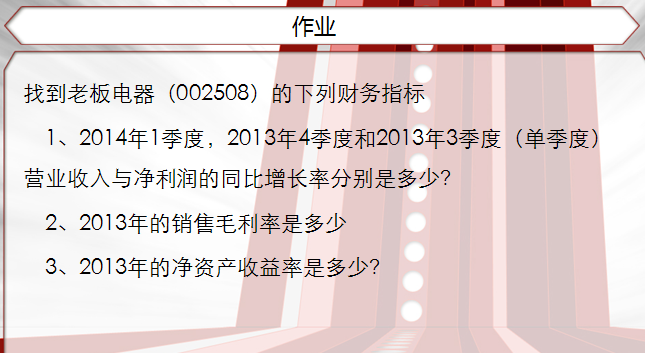 作业
找到老板电器（002508）的下列财务指标
1、2014年1季度，2013年4季度和2013年3季度（单季度）
营业收入与净利润的同比增长率分别是多少？
2、2013年的销售毛利率是多少
3、2013年的净资产收益率是多少？